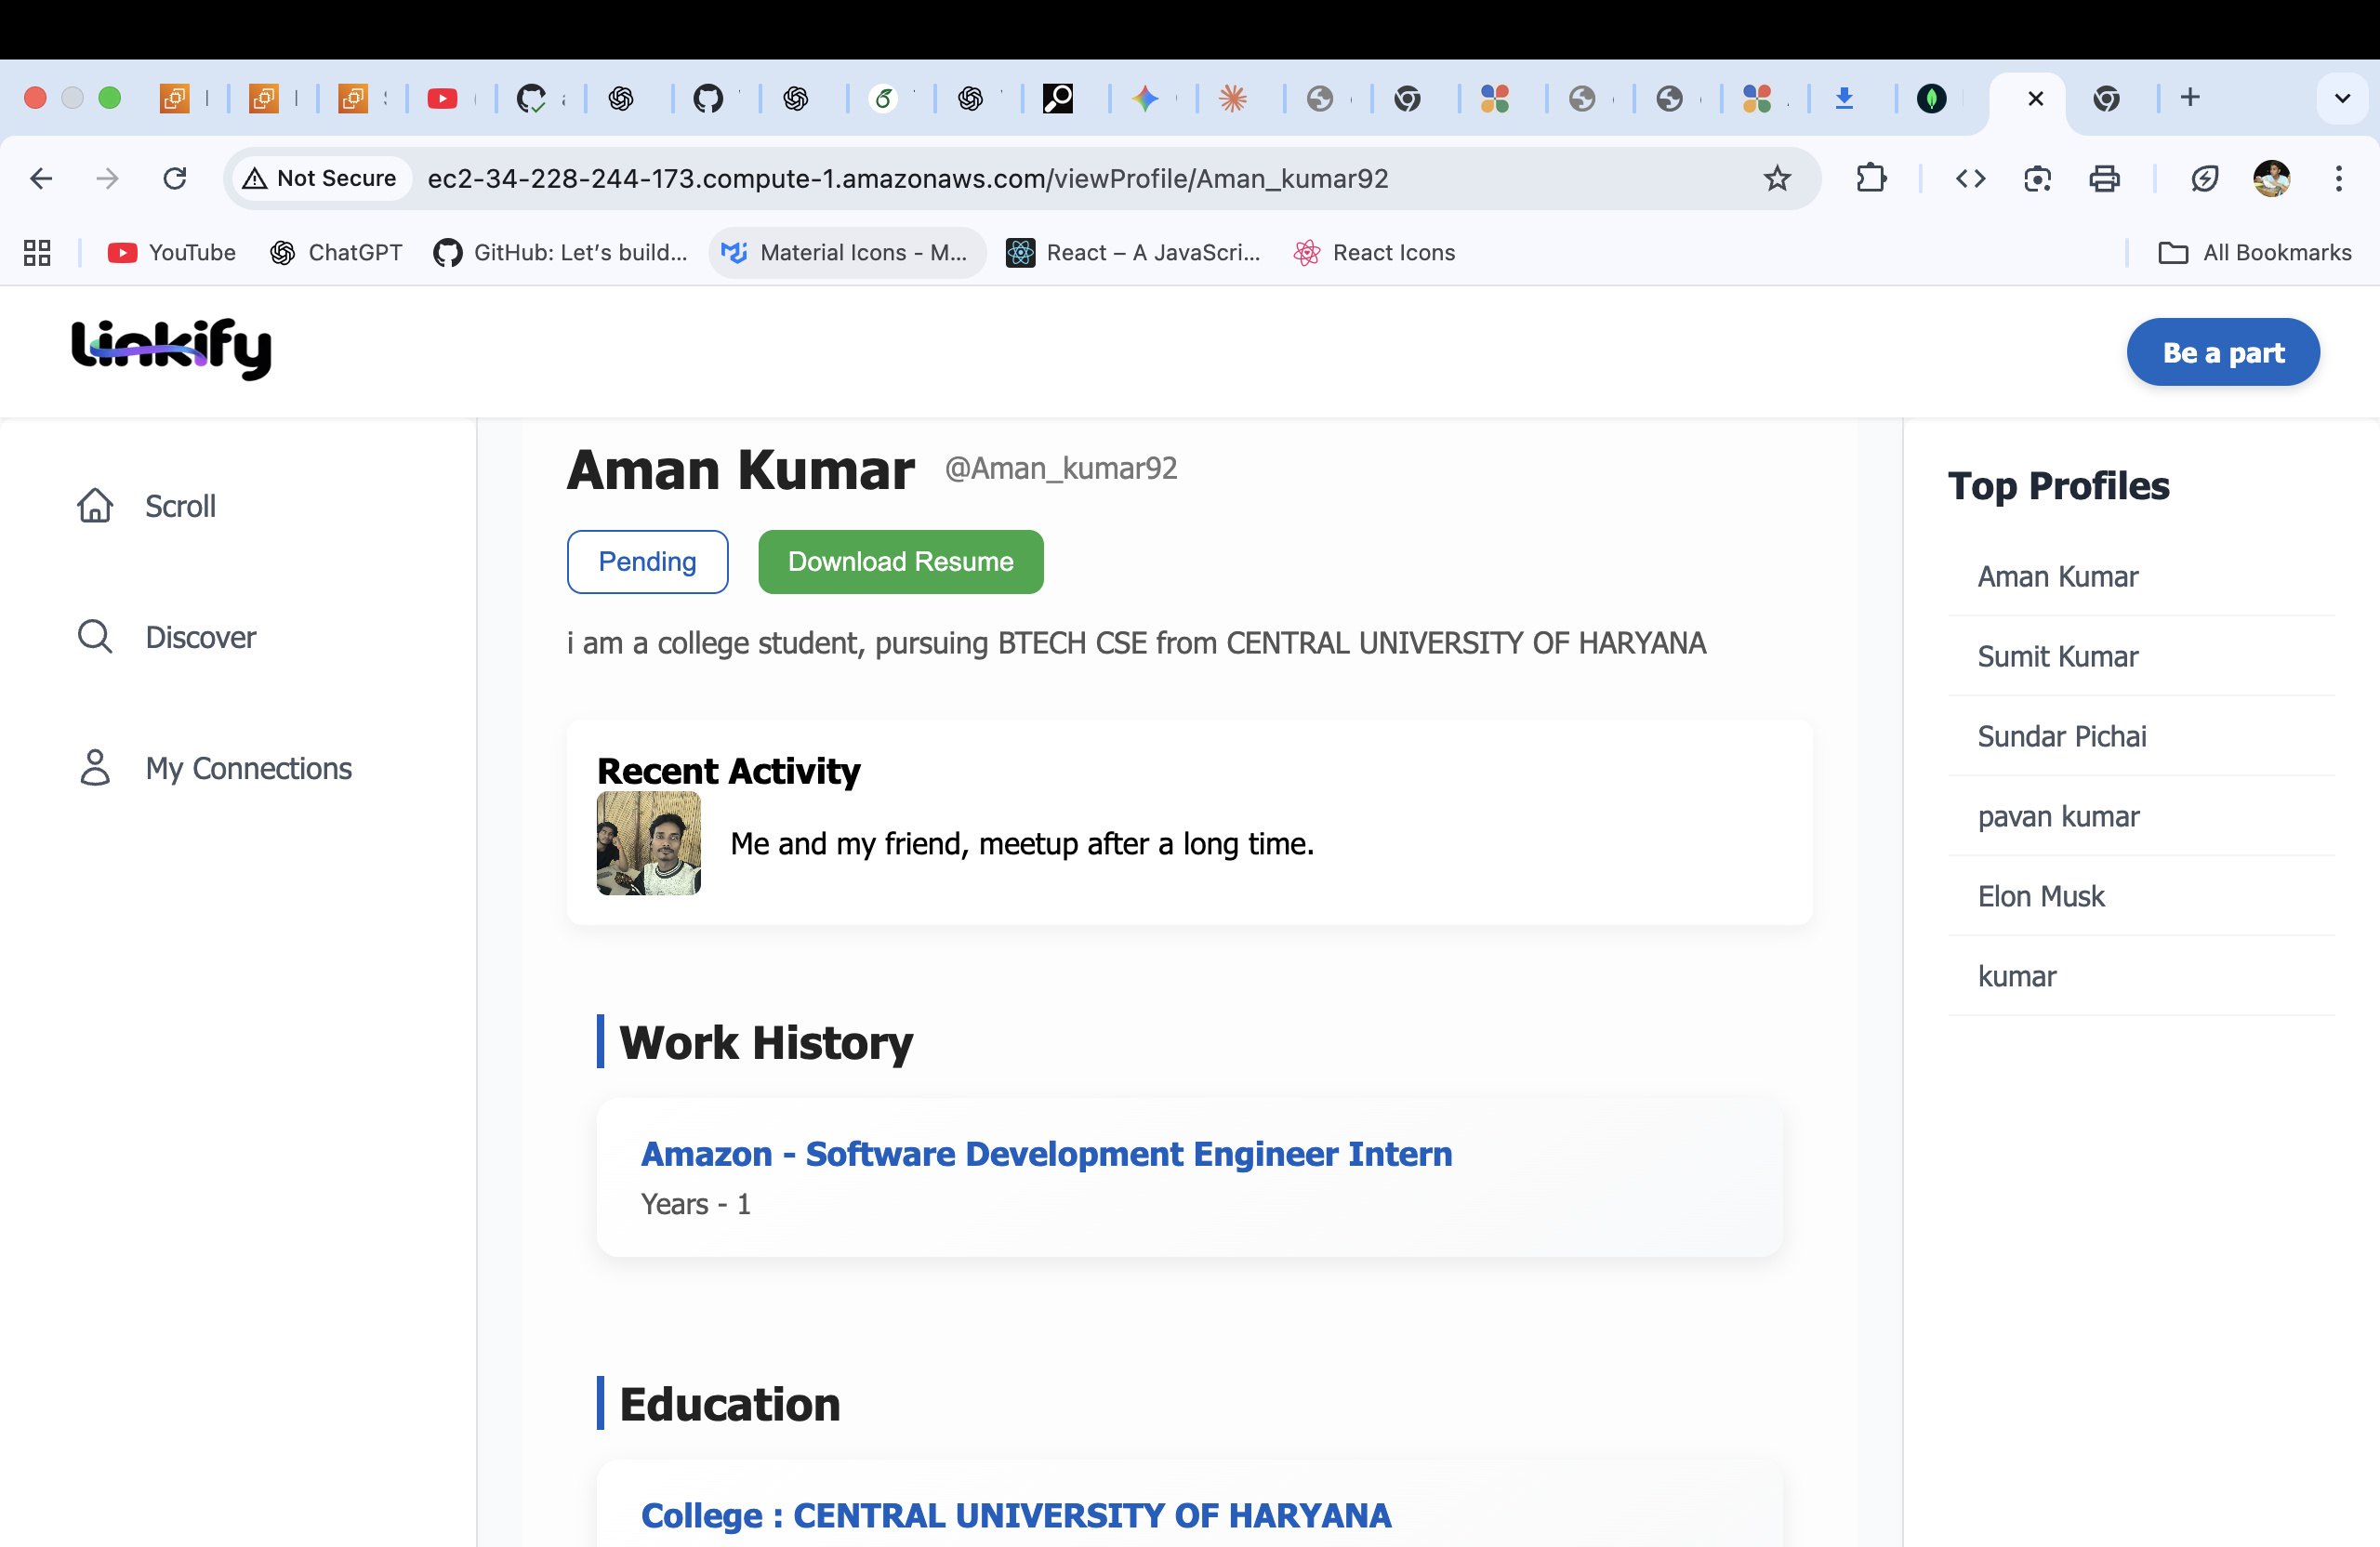 Not Secure
ec2-34-228-244-173.compute-1.amazonaws.com/viewProfile/Aman_kumar92
YouTube
ChatGPT
GitHub: Let’s build...
Material Icons - M...
React – A JavaScri...
React Icons
All Bookmarks
Linkify
Be a part
Scroll
Discover
My Connections
Aman Kumar
@Aman_kumar92
Pending
Download Resume
i am a college student, pursuing BTECH CSE from CENTRAL UNIVERSITY OF HARYANA
Recent Activity
Me and my friend, meetup after a long time.
Work History
Amazon - Software Development Engineer Intern
Years - 1
Education
College : CENTRAL UNIVERSITY OF HARYANA
Top Profiles
Aman Kumar
Sumit Kumar
Sundar Pichai
pavan kumar
Elon Musk
kumar